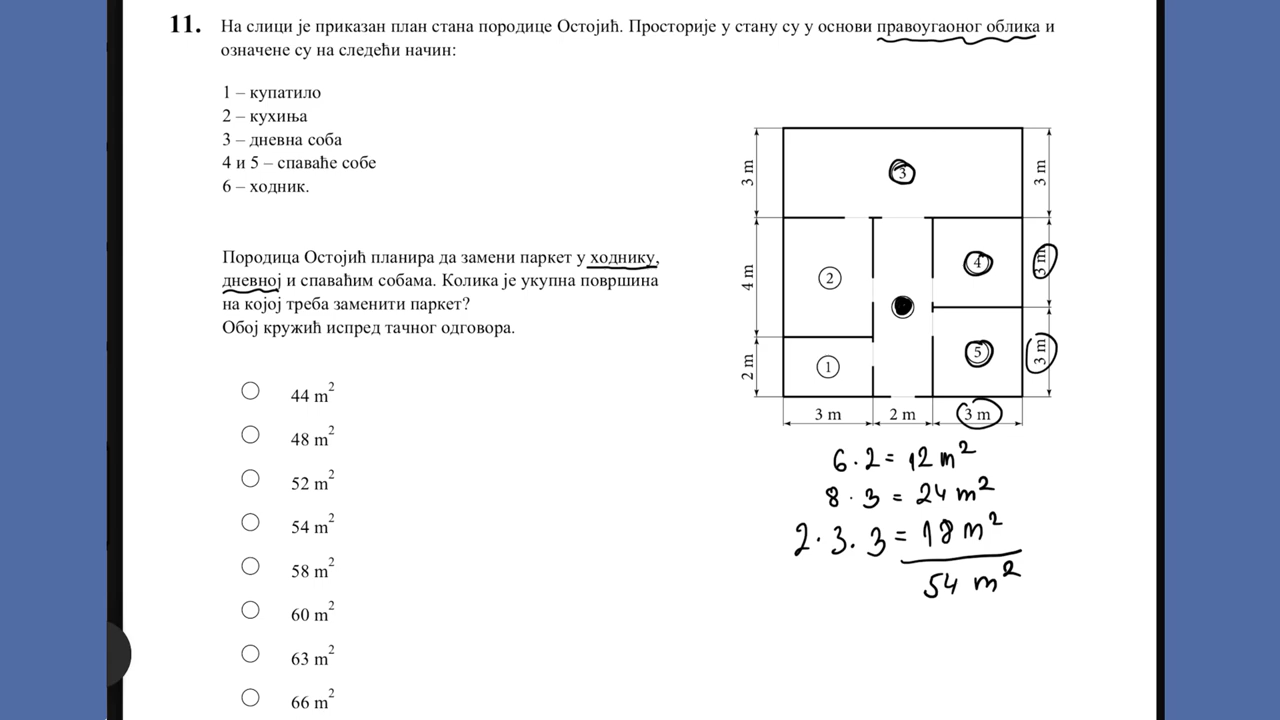 11. На слици је приказан план стана породице Остојић. Просторије у стану су у основи правоугаоног облика и
означене су на следећи начин:
1 – купатило
2 – кухиња
3 – дневна соба
4 и 5 – спаваће собе
6 – ходник.
Породица Остојић планира да замени паркет у ходнику,
дневној и спаваћим собама. Колика је укупна површина
на којој треба заменити паркет?
Обој кружић испред тачног одговора.
44 m²
48 m²
52 m²
54 m²
58 m²
60 m²
63 m²
66 m²
3 m
3
3 m
4 m
2
4
3 m
2 m
1
5
3 m
3 m
2 m
3 m
6 · 2 = 12 m²
8 · 3 = 24 m²
2 · 3 · 3 = 18 m²
54 m²